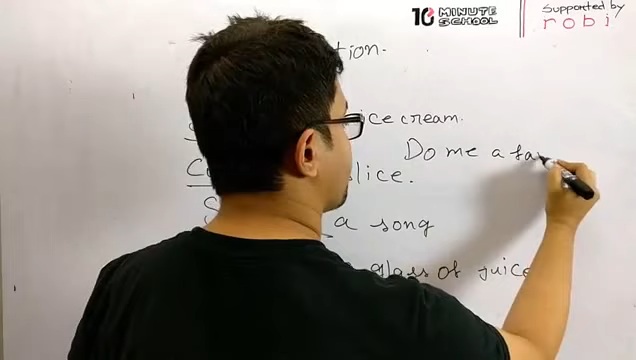 10 MINUTE SCHOOL
Supported by
robi
tion.
ice cream.
Do me a fav
lice.
a song
glass of juice